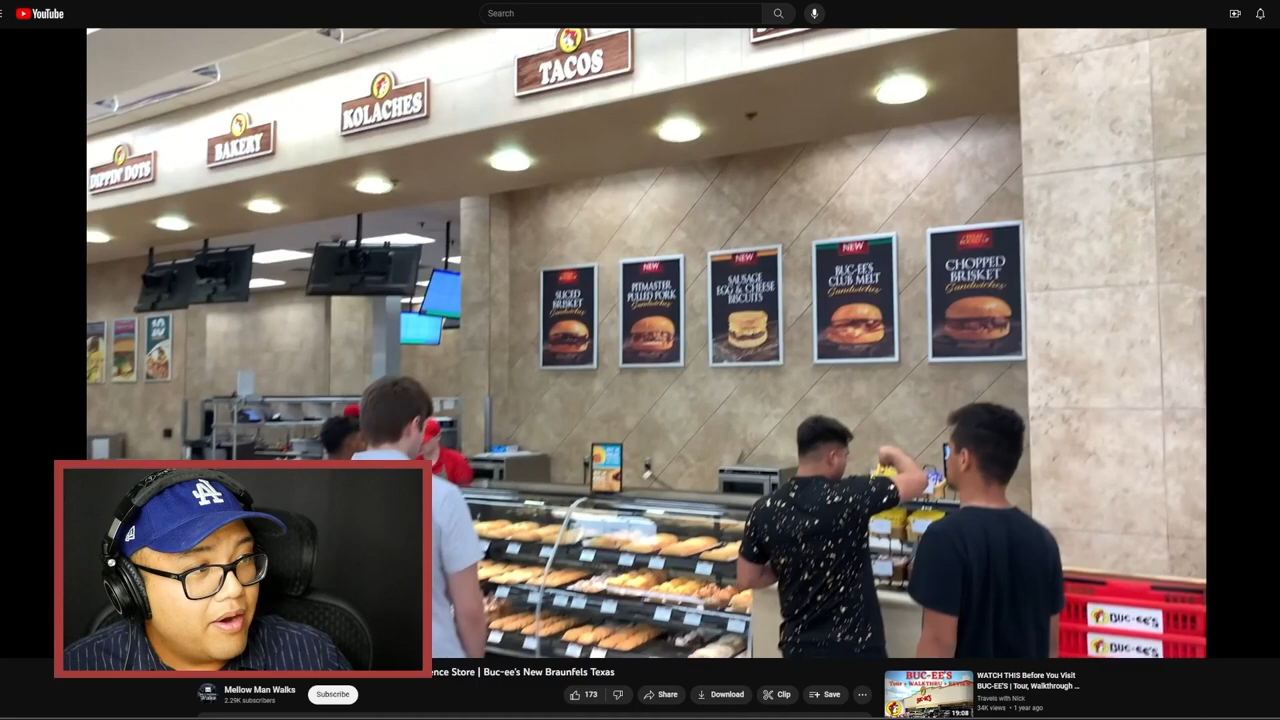 YouTube
Search
DIPPIN' DOTS
BAKERY
KOLACHES
TACOS
SLICED
BRISKET
Sandwiches
NEW
PITMASTER
PULLED PORK
Sandwiches
NEW
SAUSAGE
EGG & CHEESE
BISCUITS
NEW
BUC-EE'S
CLUB MELT
Sandwiches
CHOPPED
BRISKET
Sandwiches
BUC-EE'S
BUC-EE'S
A
ence Store | Buc-ee's New Braunfels Texas
Mellow Man Walks
2.29K subscribers
Subscribe
173
Share
Download
Clip
Save
BUC-EE'S
19:08
WATCH THIS Before You Visit
BUC-EE'S | Tour, Walkthrough ...
Travels with Nick
34K views • 1 year ago